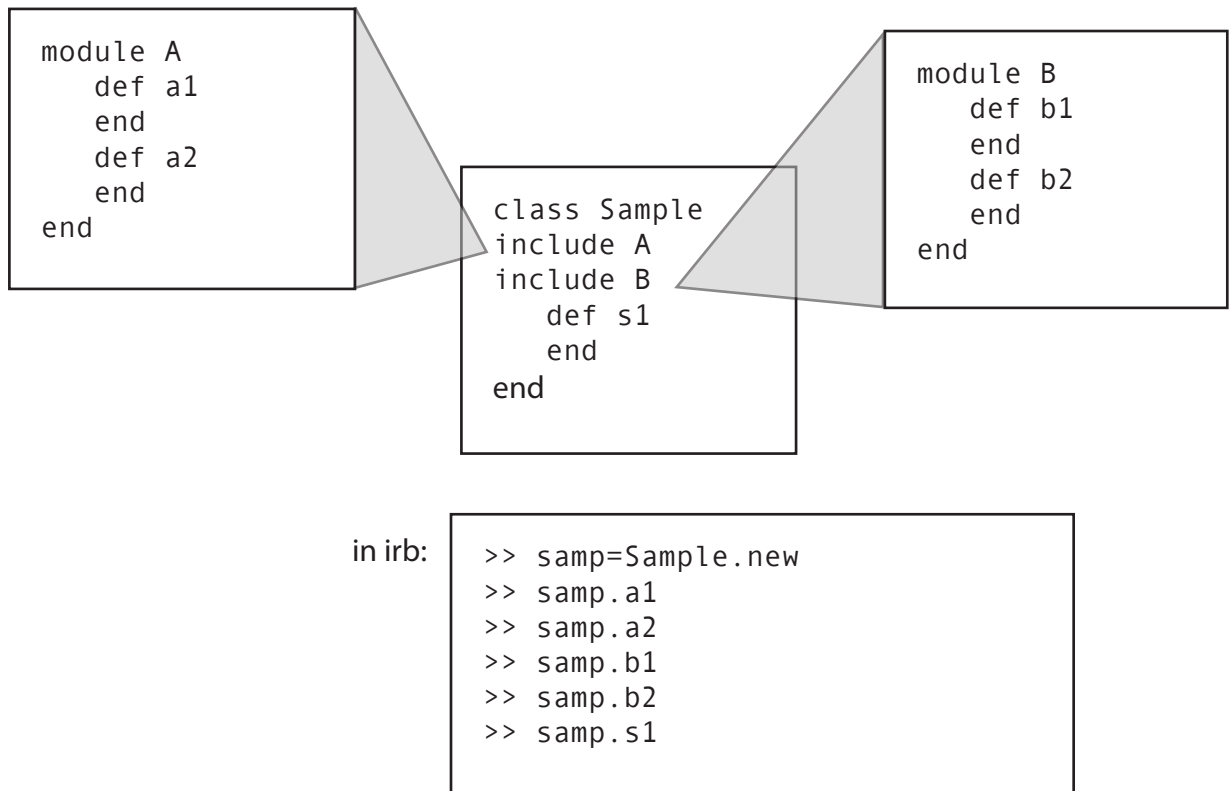 module A
   def a1
   end
   def a2
   end
end
module B
   def b1
   end
   def b2
   end
end
class Sample
include A
include B
   def s1
   end
end
in irb:
>> samp=Sample.new
>> samp.a1
>> samp.a2
>> samp.b1
>> samp.b2
>> samp.s1